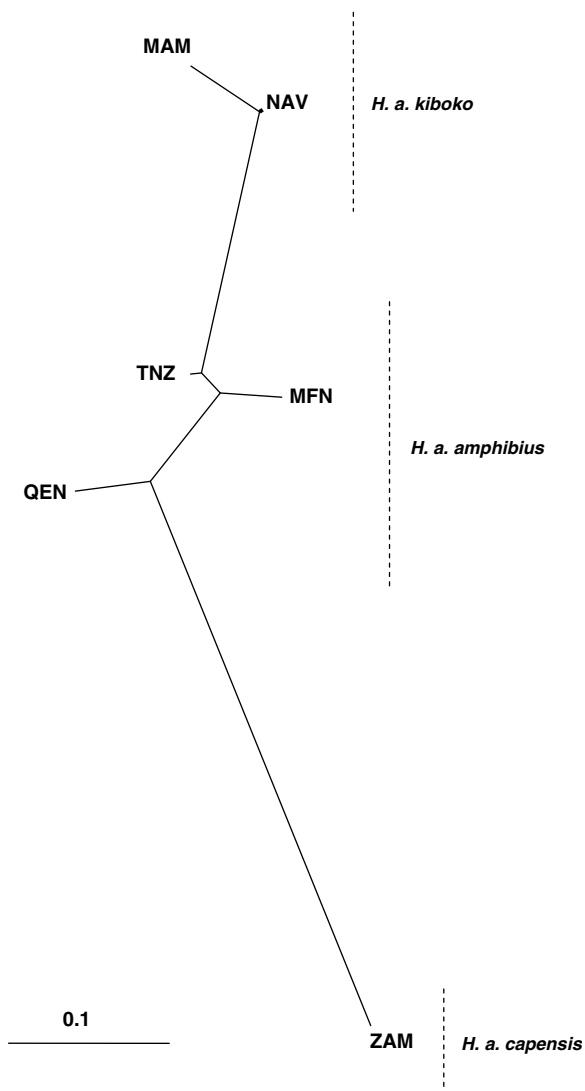 MAM
NAV
H. a. kiboko
TNZ
MFN
H. a. amphibius
QEN
0.1
ZAM
H. a. capensis